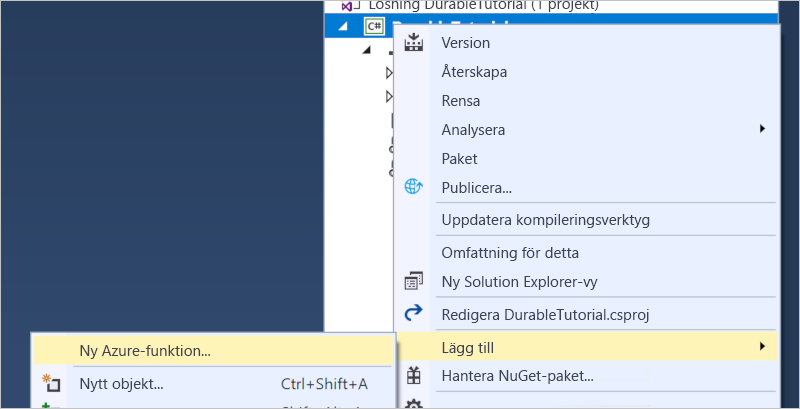 Lösning DurableTutorial (1 projekt)
Version
Återskapa
Rensa
Analysera
Paket
Publicera...
Uppdatera kompileringsverktyg
Omfattning för detta
Ny Solution Explorer-vy
Redigera DurableTutorial.csproj
Ny Azure-funktion...
Lägg till
Nytt objekt... Ctrl+Shift+A
Hantera NuGet-paket...